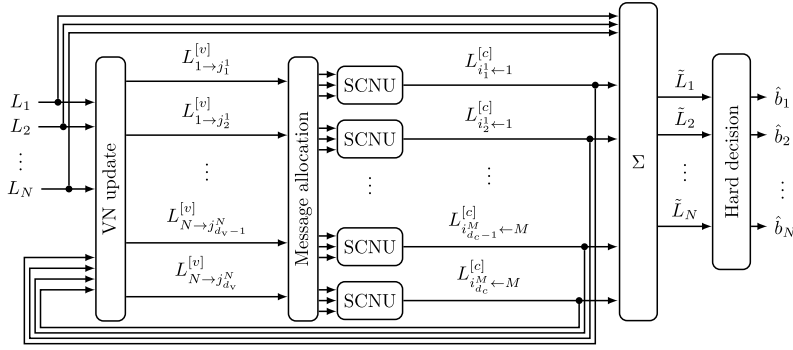 L_1
L_2
⋮
L_N
VN update
L^{[v]}_{1→j^1_1}
L^{[v]}_{1→j^1_2}
⋮
L^{[v]}_{N→j^N_{d_v−1}}
L^{[v]}_{N→j^N_{d_v}}
Message allocation
SCNU
SCNU
⋮
SCNU
SCNU
L^{[c]}_{i^1_1←1}
L^{[c]}_{i^1_2←1}
⋮
L^{[c]}_{i^M_{d_c−1}←M}
L^{[c]}_{i^M_{d_c}←M}
Σ
L̃_1
L̃_2
⋮
L̃_N
Hard decision
b̂_1
b̂_2
⋮
b̂_N